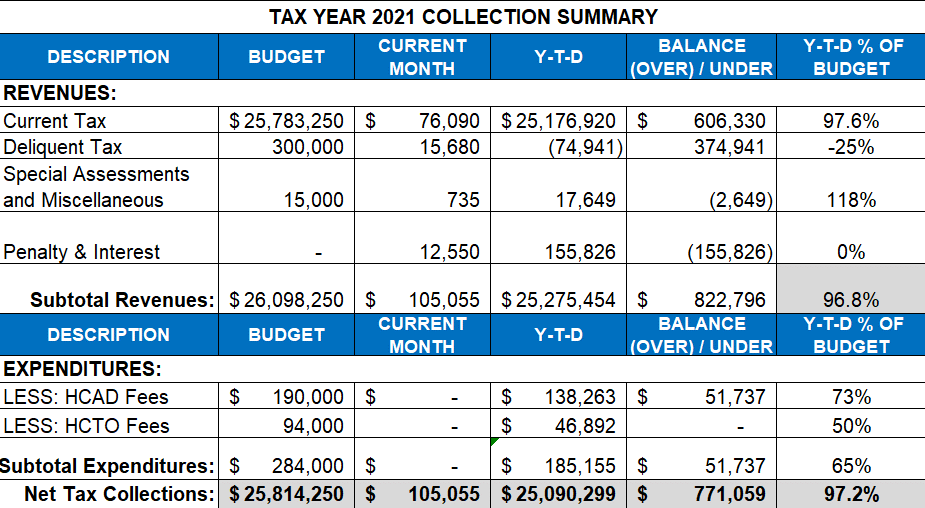 TAX YEAR 2021 COLLECTION SUMMARY
DESCRIPTION BUDGET CURRENT MONTH Y-T-D BALANCE (OVER) / UNDER Y-T-D % OF BUDGET
REVENUES:
Current Tax $ 25,783,250 $ 76,090 $ 25,176,920 $ 606,330 97.6%
Deliquent Tax 300,000 15,680 (74,941) 374,941 -25%
Special Assessments
and Miscellaneous 15,000 735 17,649 (2,649) 118%
Penalty & Interest - 12,550 155,826 (155,826) 0%
Subtotal Revenues: $ 26,098,250 $ 105,055 $ 25,275,454 $ 822,796 96.8%
DESCRIPTION BUDGET CURRENT MONTH Y-T-D BALANCE (OVER) / UNDER Y-T-D % OF BUDGET
EXPENDITURES:
LESS: HCAD Fees $ 190,000 $ - $ 138,263 $ 51,737 73%
LESS: HCTO Fees 94,000 - $ 46,892 - 50%
Subtotal Expenditures: $ 284,000 $ - $ 185,155 $ 51,737 65%
Net Tax Collections: $ 25,814,250 $ 105,055 $ 25,090,299 $ 771,059 97.2%